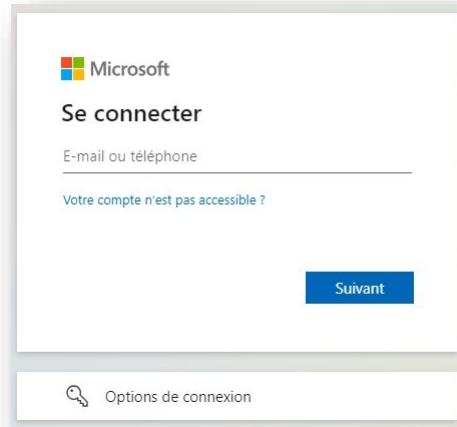 Microsoft
Se connecter
E-mail ou téléphone
Votre compte n'est pas accessible ?
Suivant
Options de connexion